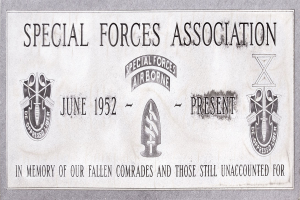 SPECIAL FORCES ASSOCIATION
SPECIAL FORCES
AIRBORNE
JUNE 1952 ~ ~ PRESENT
IN MEMORY OF OUR FALLEN COMRADES AND THOSE STILL UNACCOUNTED FOR